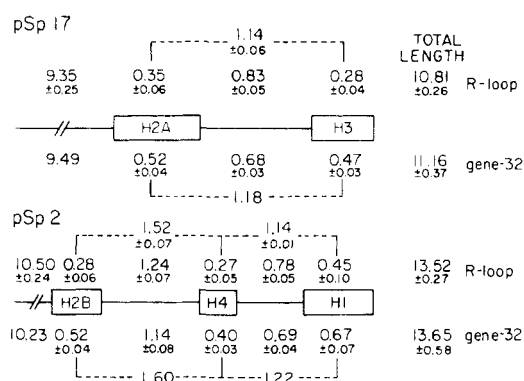 pSp 17
1.14
±0.06
TOTAL
LENGTH
9.35 0.35 0.83 0.28 10.81 R-loop
±0.25 ±0.06 ±0.05 ±0.04 ±0.26
H2A H3
9.49 0.52 0.68 0.47 11.16 gene-32
±0.04 ±0.03 ±0.03 ±0.37
1.18
pSp 2
1.52 1.14
±0.07 ±0.01
10.50 0.28 1.24 0.27 0.78 0.45 13.52 R-loop
±0.24 ±0.06 ±0.07 ±0.05 ±0.05 ±0.10 ±0.27
H2B H4 H1
10.23 0.52 1.14 0.40 0.69 0.67 13.65 gene-32
±0.04 ±0.08 ±0.03 ±0.04 ±0.07 ±0.58
1.60 1.22